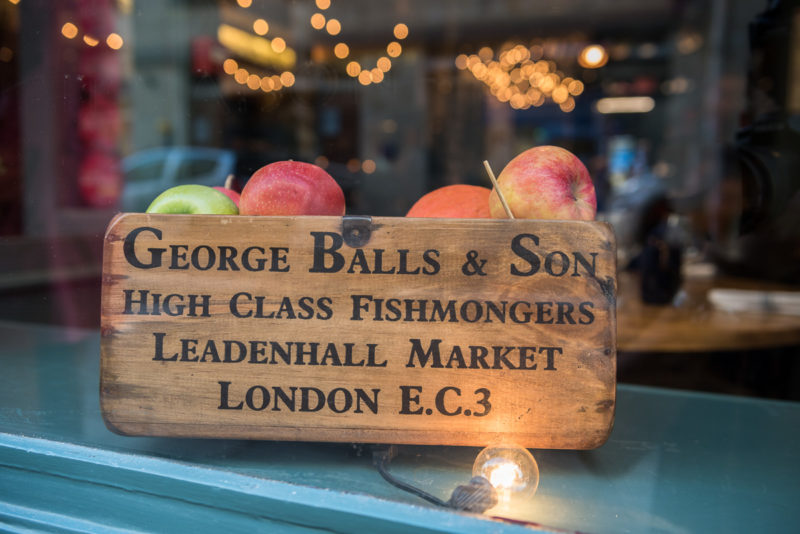 George Balls & Son
High Class Fishmongers
Leadenhall Market
London E.C.3